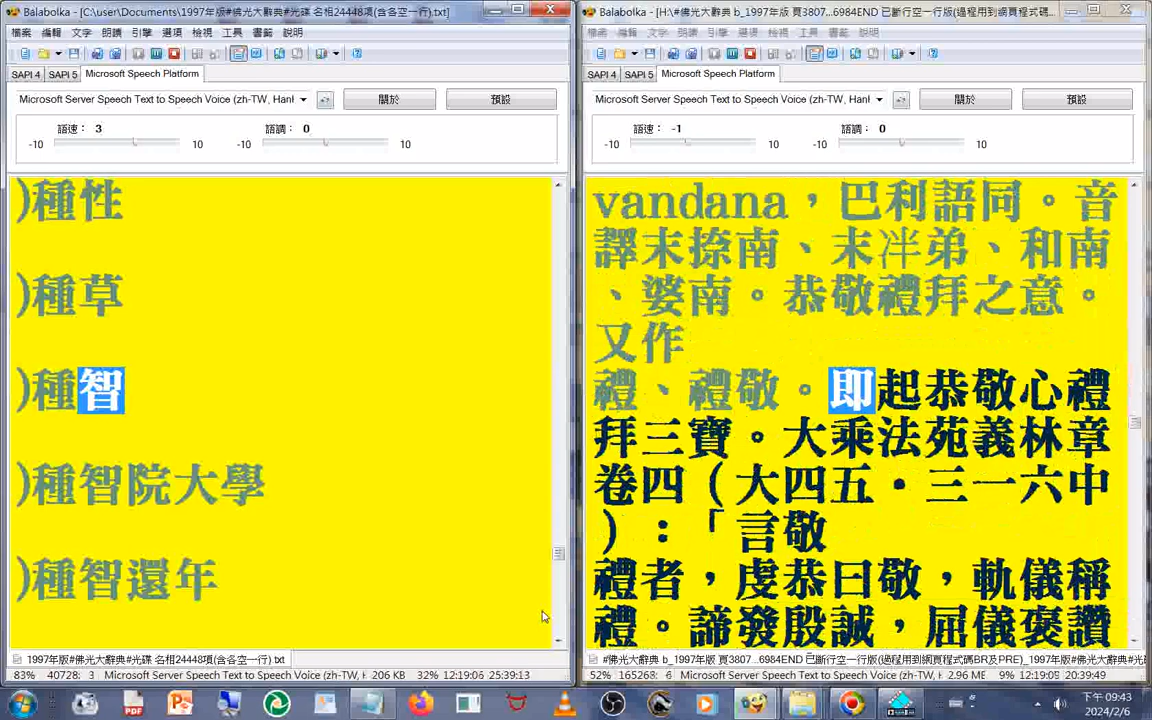 Balabolka - [C:\user\Documents\1997年版#佛光大辭典#光碟 名相24448項(含各空一行).txt]
檔案 編輯 文字 朗讀 引擎 選項 檢視 工具 書籤 說明
SAPI 4 SAPI 5 Microsoft Speech Platform
Microsoft Server Speech Text to Speech Voice (zh-TW, Hanl
關於 預設
語速： 3 語調： 0
-10 10 -10 10
)種性
)種草
)種智
)種智院大學
)種智還年
1997年版#佛光大辭典#光碟 名相24448項(含各空一行).txt
83% 40728: 3 Microsoft Server Speech Text to Speech Voice (zh-TW, H 206 KB 32% 12:19:06 25:39:13
Balabolka - [H:\#佛光大辭典 b_1997年版 頁3807...6984END 已斷行空一行版(過程用到網頁程式碼...
檔案 編輯 文字 朗讀 引擎 選項 檢視 工具 書籤 說明
SAPI 4 SAPI 5 Microsoft Speech Platform
Microsoft Server Speech Text to Speech Voice (zh-TW, Hanl
關於 預設
語速： -1 語調： 0
-10 10 -10 10
vandana，巴利語同。音
譯末捺南、末泮弟、和南
、婆南。恭敬禮拜之意。
又作
禮、禮敬。即起恭敬心禮
拜三寶。大乘法苑義林章
卷四（大四五．三一六中
）：「言敬
禮者，虔恭曰敬，軌儀稱
禮。諦發殷誠，屈儀褒讚
#佛光大辭典 b_1997年版 頁3807...6984END 已斷行空一行版(過程用到網頁程式碼BR及PRE)_1997年版#光
52% 165268: 6 Microsoft Server Speech Text to Speech Voice (zh-TW, H 2.96 MB 9% 12:19:05 20:39:49
下午 09:43
2024/2/6